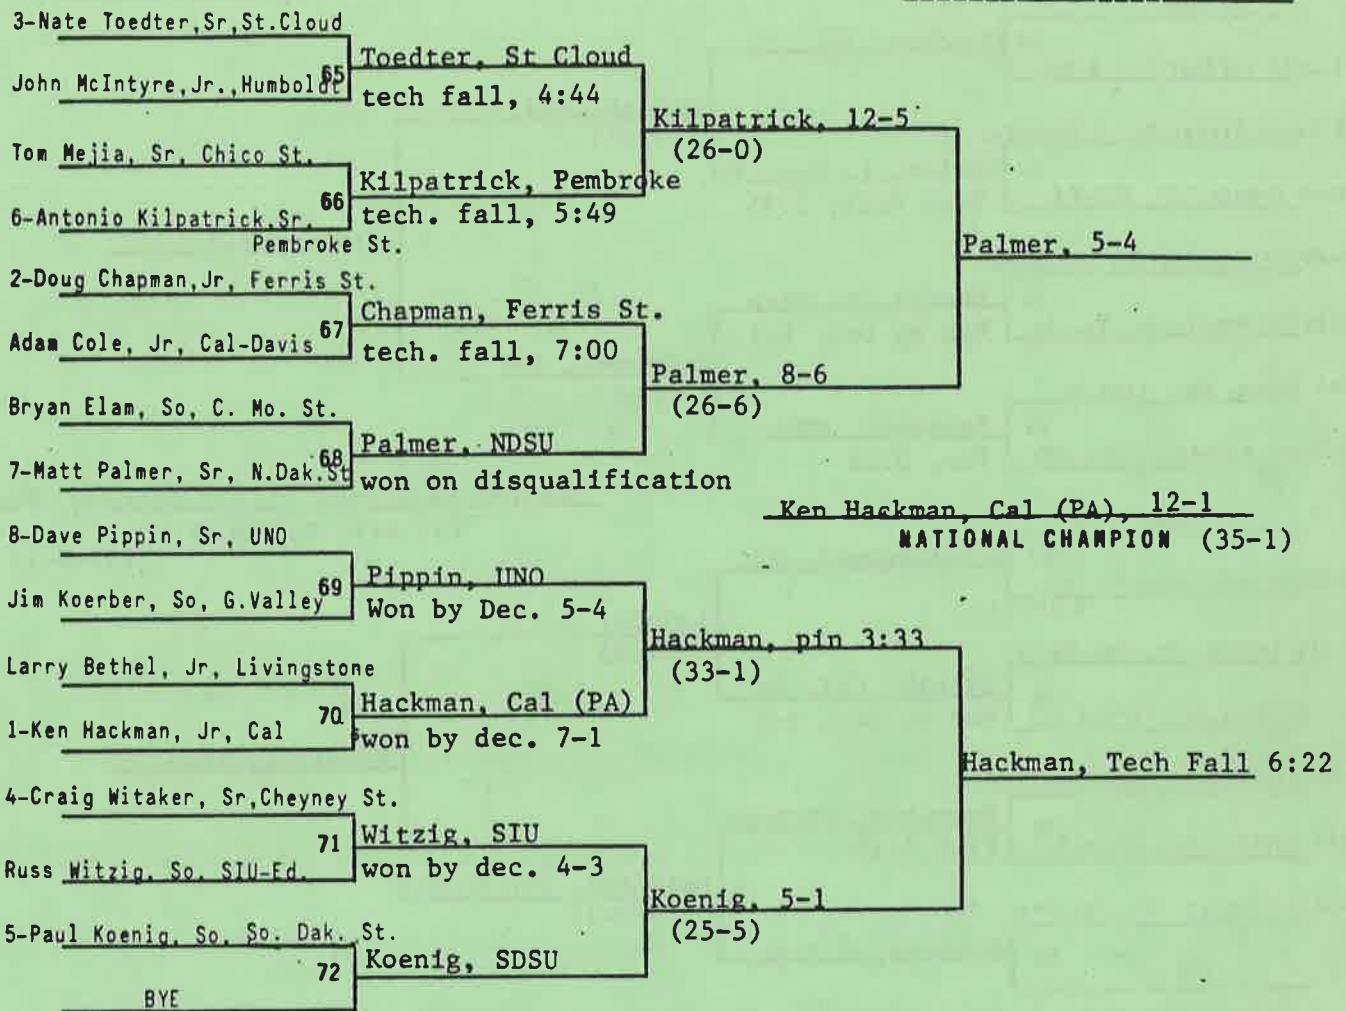 3-Nate Toedter,Sr,St.Cloud
65
John McIntyre,Jr.,Humboldt
Toedter, St Cloud
tech fall, 4:44
Tom Mejia, Sr, Chico St.
66
6-Antonio Kilpatrick,Sr.
Pembroke St.
Kilpatrick, Pembroke
tech. fall, 5:49
Kilpatrick, 12-5
(26-0)
2-Doug Chapman,Jr, Ferris St.
67
Adam Cole, Jr, Cal-Davis
Chapman, Ferris St.
tech. fall, 7:00
Bryan Elam, So, C. Mo. St.
68
7-Matt Palmer, Sr, N.Dak.St
Palmer, NDSU
won on disqualification
Palmer, 8-6
(26-6)
Palmer, 5-4
Ken Hackman, Cal (PA), 12-1
NATIONAL CHAMPION (35-1)
8-Dave Pippin, Sr, UNO
69
Jim Koerber, So, G.Valley
Pippin, UNO
Won by Dec. 5-4
Larry Bethel, Jr, Livingstone
70
1-Ken Hackman, Jr, Cal
Hackman, Cal (PA)
won by dec. 7-1
Hackman, pin 3:33
(33-1)
4-Craig Witaker, Sr,Cheyney St.
71
Russ Witzig, So, SIU-Ed.
Witzig, SIU
won by dec. 4-3
5-Paul Koenig, So, So. Dak. St.
72
BYE
Koenig, SDSU
Koenig, 5-1
(25-5)
Hackman, Tech Fall 6:22